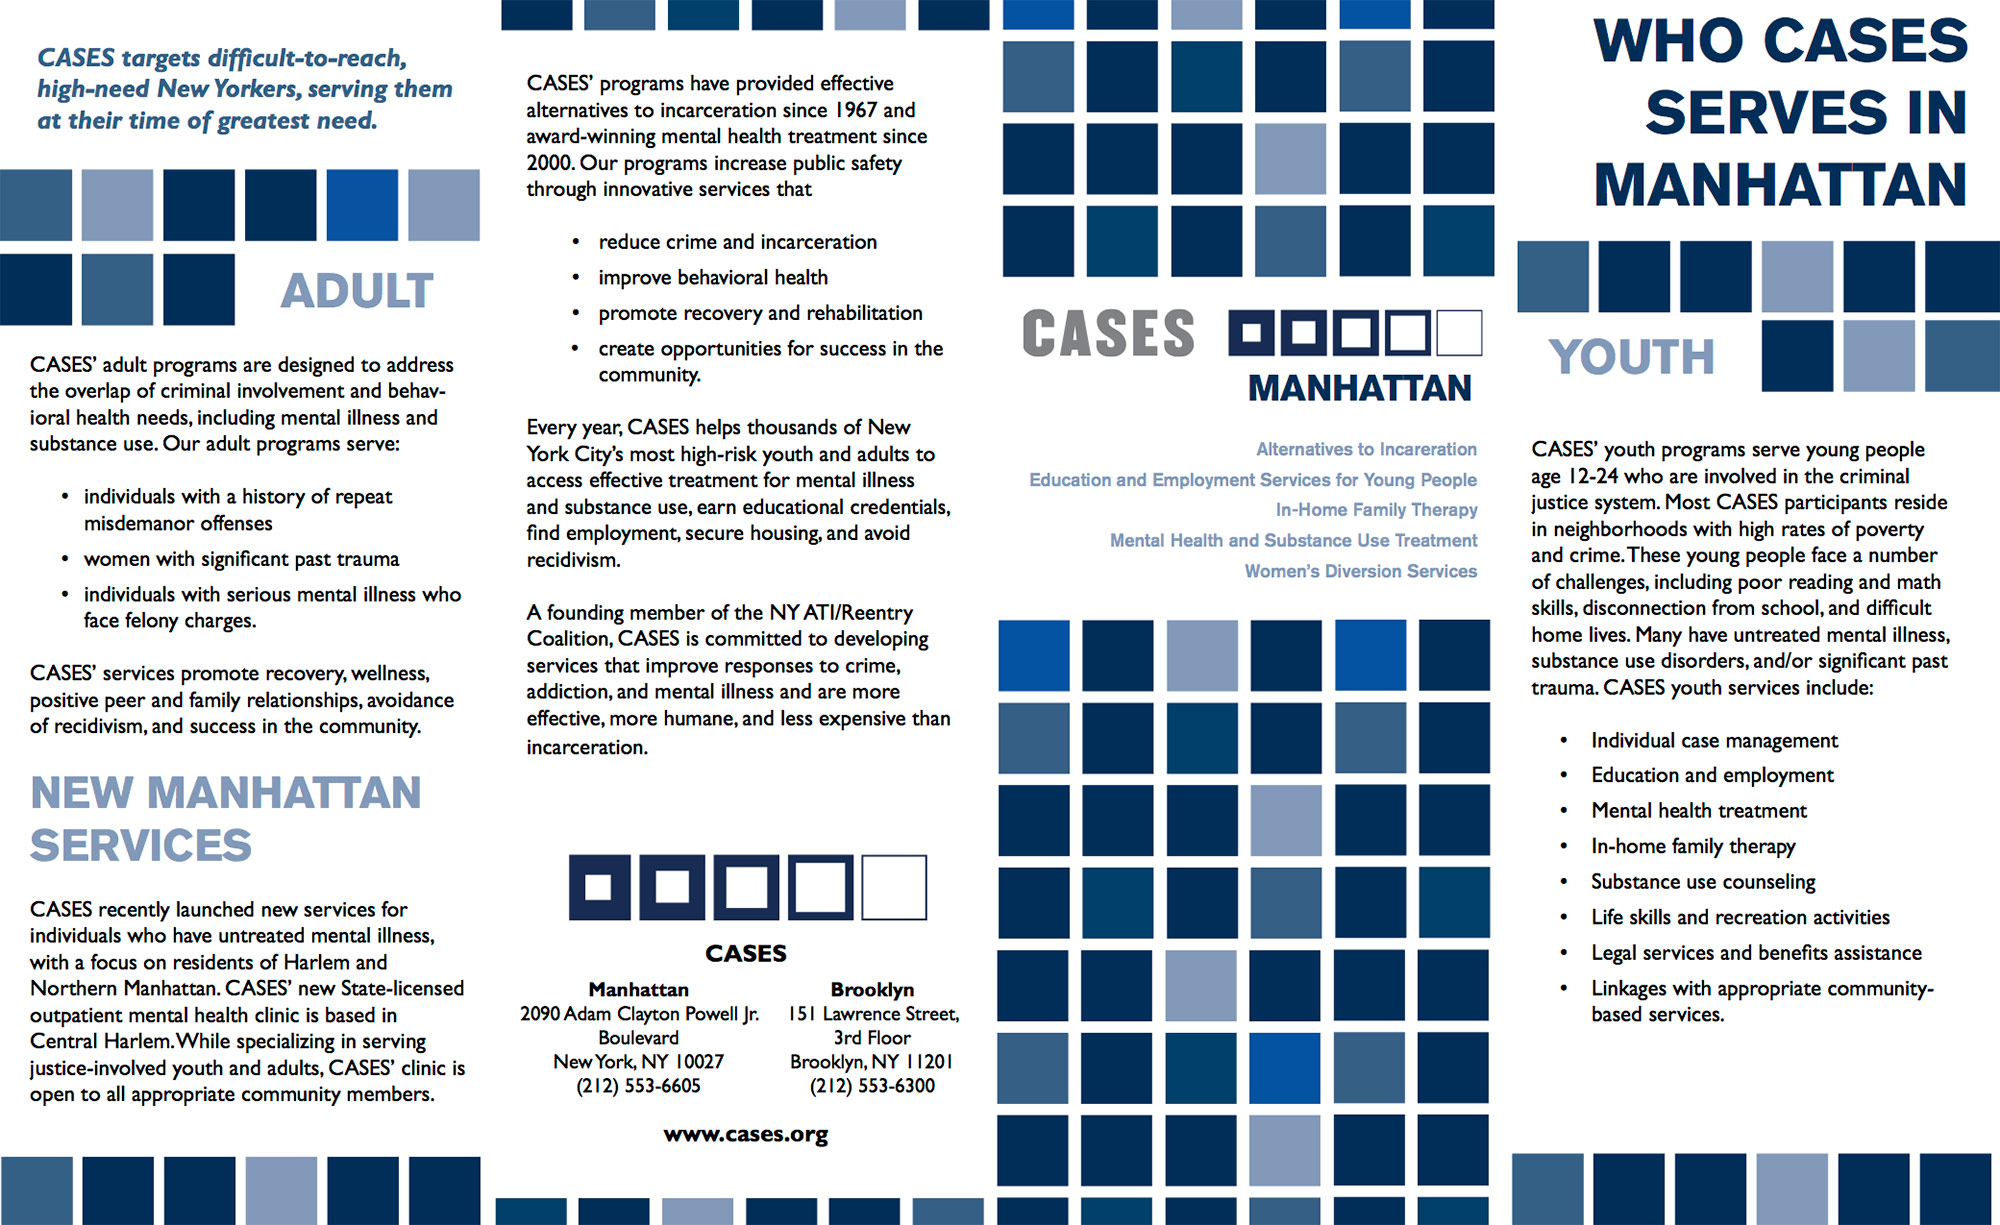 CASES targets difficult-to-reach,
high-need New Yorkers, serving them
at their time of greatest need.
ADULT
CASES' adult programs are designed to address
the overlap of criminal involvement and behav-
ioral health needs, including mental illness and
substance use. Our adult programs serve:
• individuals with a history of repeat
misdemanor offenses
• women with significant past trauma
• individuals with serious mental illness who
face felony charges.
CASES' services promote recovery, wellness,
positive peer and family relationships, avoidance
of recidivism, and success in the community.
NEW MANHATTAN
SERVICES
CASES recently launched new services for
individuals who have untreated mental illness,
with a focus on residents of Harlem and
Northern Manhattan. CASES' new State-licensed
outpatient mental health clinic is based in
Central Harlem. While specializing in serving
justice-involved youth and adults, CASES' clinic is
open to all appropriate community members.
CASES' programs have provided effective
alternatives to incarceration since 1967 and
award-winning mental health treatment since
2000. Our programs increase public safety
through innovative services that
• reduce crime and incarceration
• improve behavioral health
• promote recovery and rehabilitation
• create opportunities for success in the
community.
Every year, CASES helps thousands of New
York City's most high-risk youth and adults to
access effective treatment for mental illness
and substance use, earn educational credentials,
find employment, secure housing, and avoid
recidivism.
A founding member of the NY ATI/Reentry
Coalition, CASES is committed to developing
services that improve responses to crime,
addiction, and mental illness and are more
effective, more humane, and less expensive than
incarceration.
CASES
Manhattan
2090 Adam Clayton Powell Jr.
Boulevard
New York, NY 10027
(212) 553-6605
Brooklyn
151 Lawrence Street,
3rd Floor
Brooklyn, NY 11201
(212) 553-6300
www.cases.org
CASES
MANHATTAN
Alternatives to Incareration
Education and Employment Services for Young People
In-Home Family Therapy
Mental Health and Substance Use Treatment
Women's Diversion Services
WHO CASES
SERVES IN
MANHATTAN
YOUTH
CASES' youth programs serve young people
age 12-24 who are involved in the criminal
justice system. Most CASES participants reside
in neighborhoods with high rates of poverty
and crime. These young people face a number
of challenges, including poor reading and math
skills, disconnection from school, and difficult
home lives. Many have untreated mental illness,
substance use disorders, and/or significant past
trauma. CASES youth services include:
• Individual case management
• Education and employment
• Mental health treatment
• In-home family therapy
• Substance use counseling
• Life skills and recreation activities
• Legal services and benefits assistance
• Linkages with appropriate community-
based services.